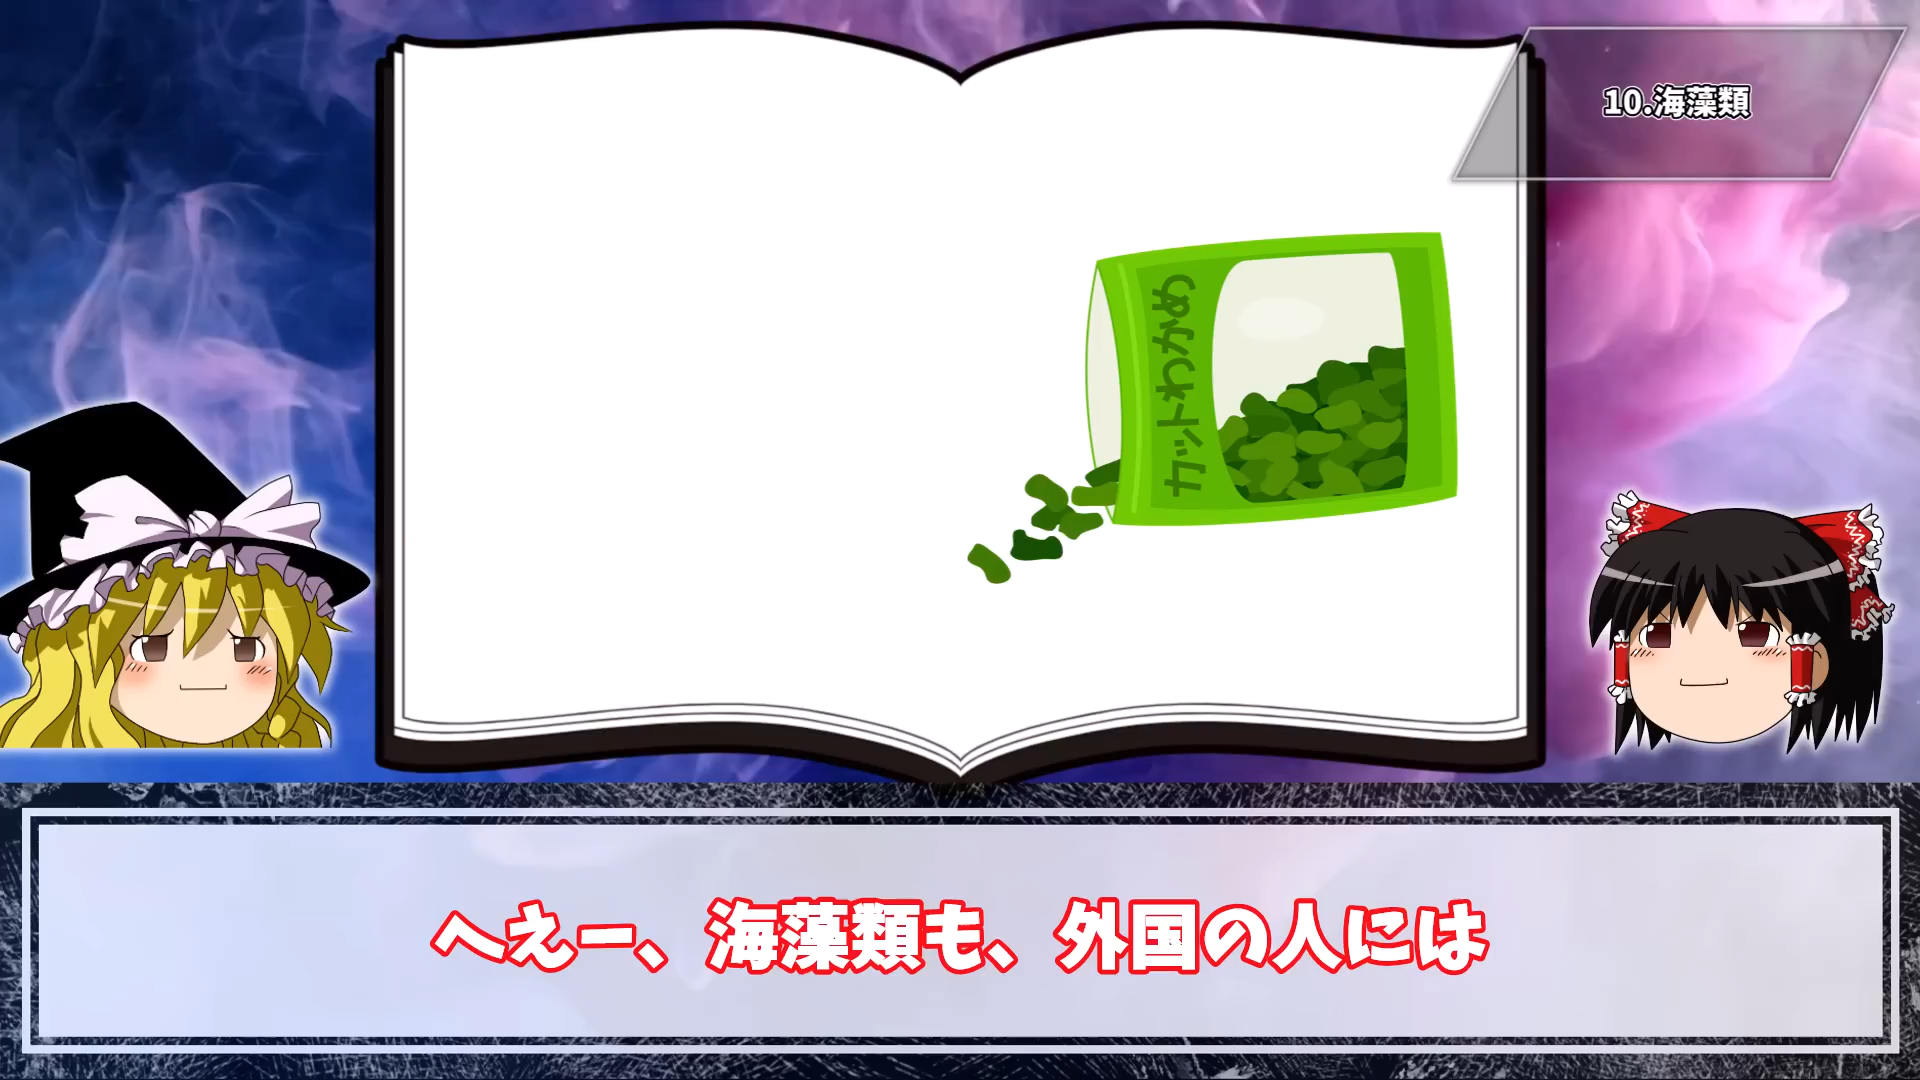 10.海藻類
カットわかめ
へえー、海藻類も、外国の人には